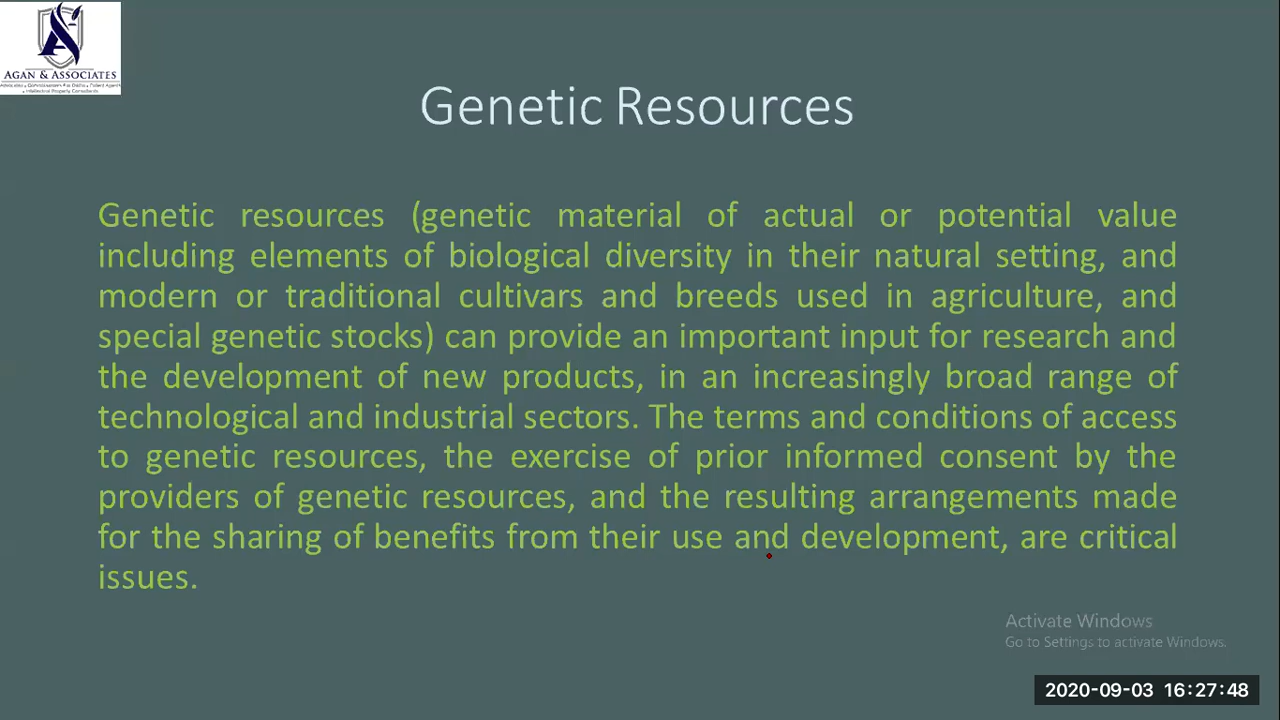 AGAN & ASSOCIATES
Genetic Resources
Genetic resources (genetic material of actual or potential value
including elements of biological diversity in their natural setting, and
modern or traditional cultivars and breeds used in agriculture, and
special genetic stocks) can provide an important input for research and
the development of new products, in an increasingly broad range of
technological and industrial sectors. The terms and conditions of access
to genetic resources, the exercise of prior informed consent by the
providers of genetic resources, and the resulting arrangements made
for the sharing of benefits from their use and development, are critical
issues.
Activate Windows
Go to Settings to activate Windows.
2020-09-03 16:27:48